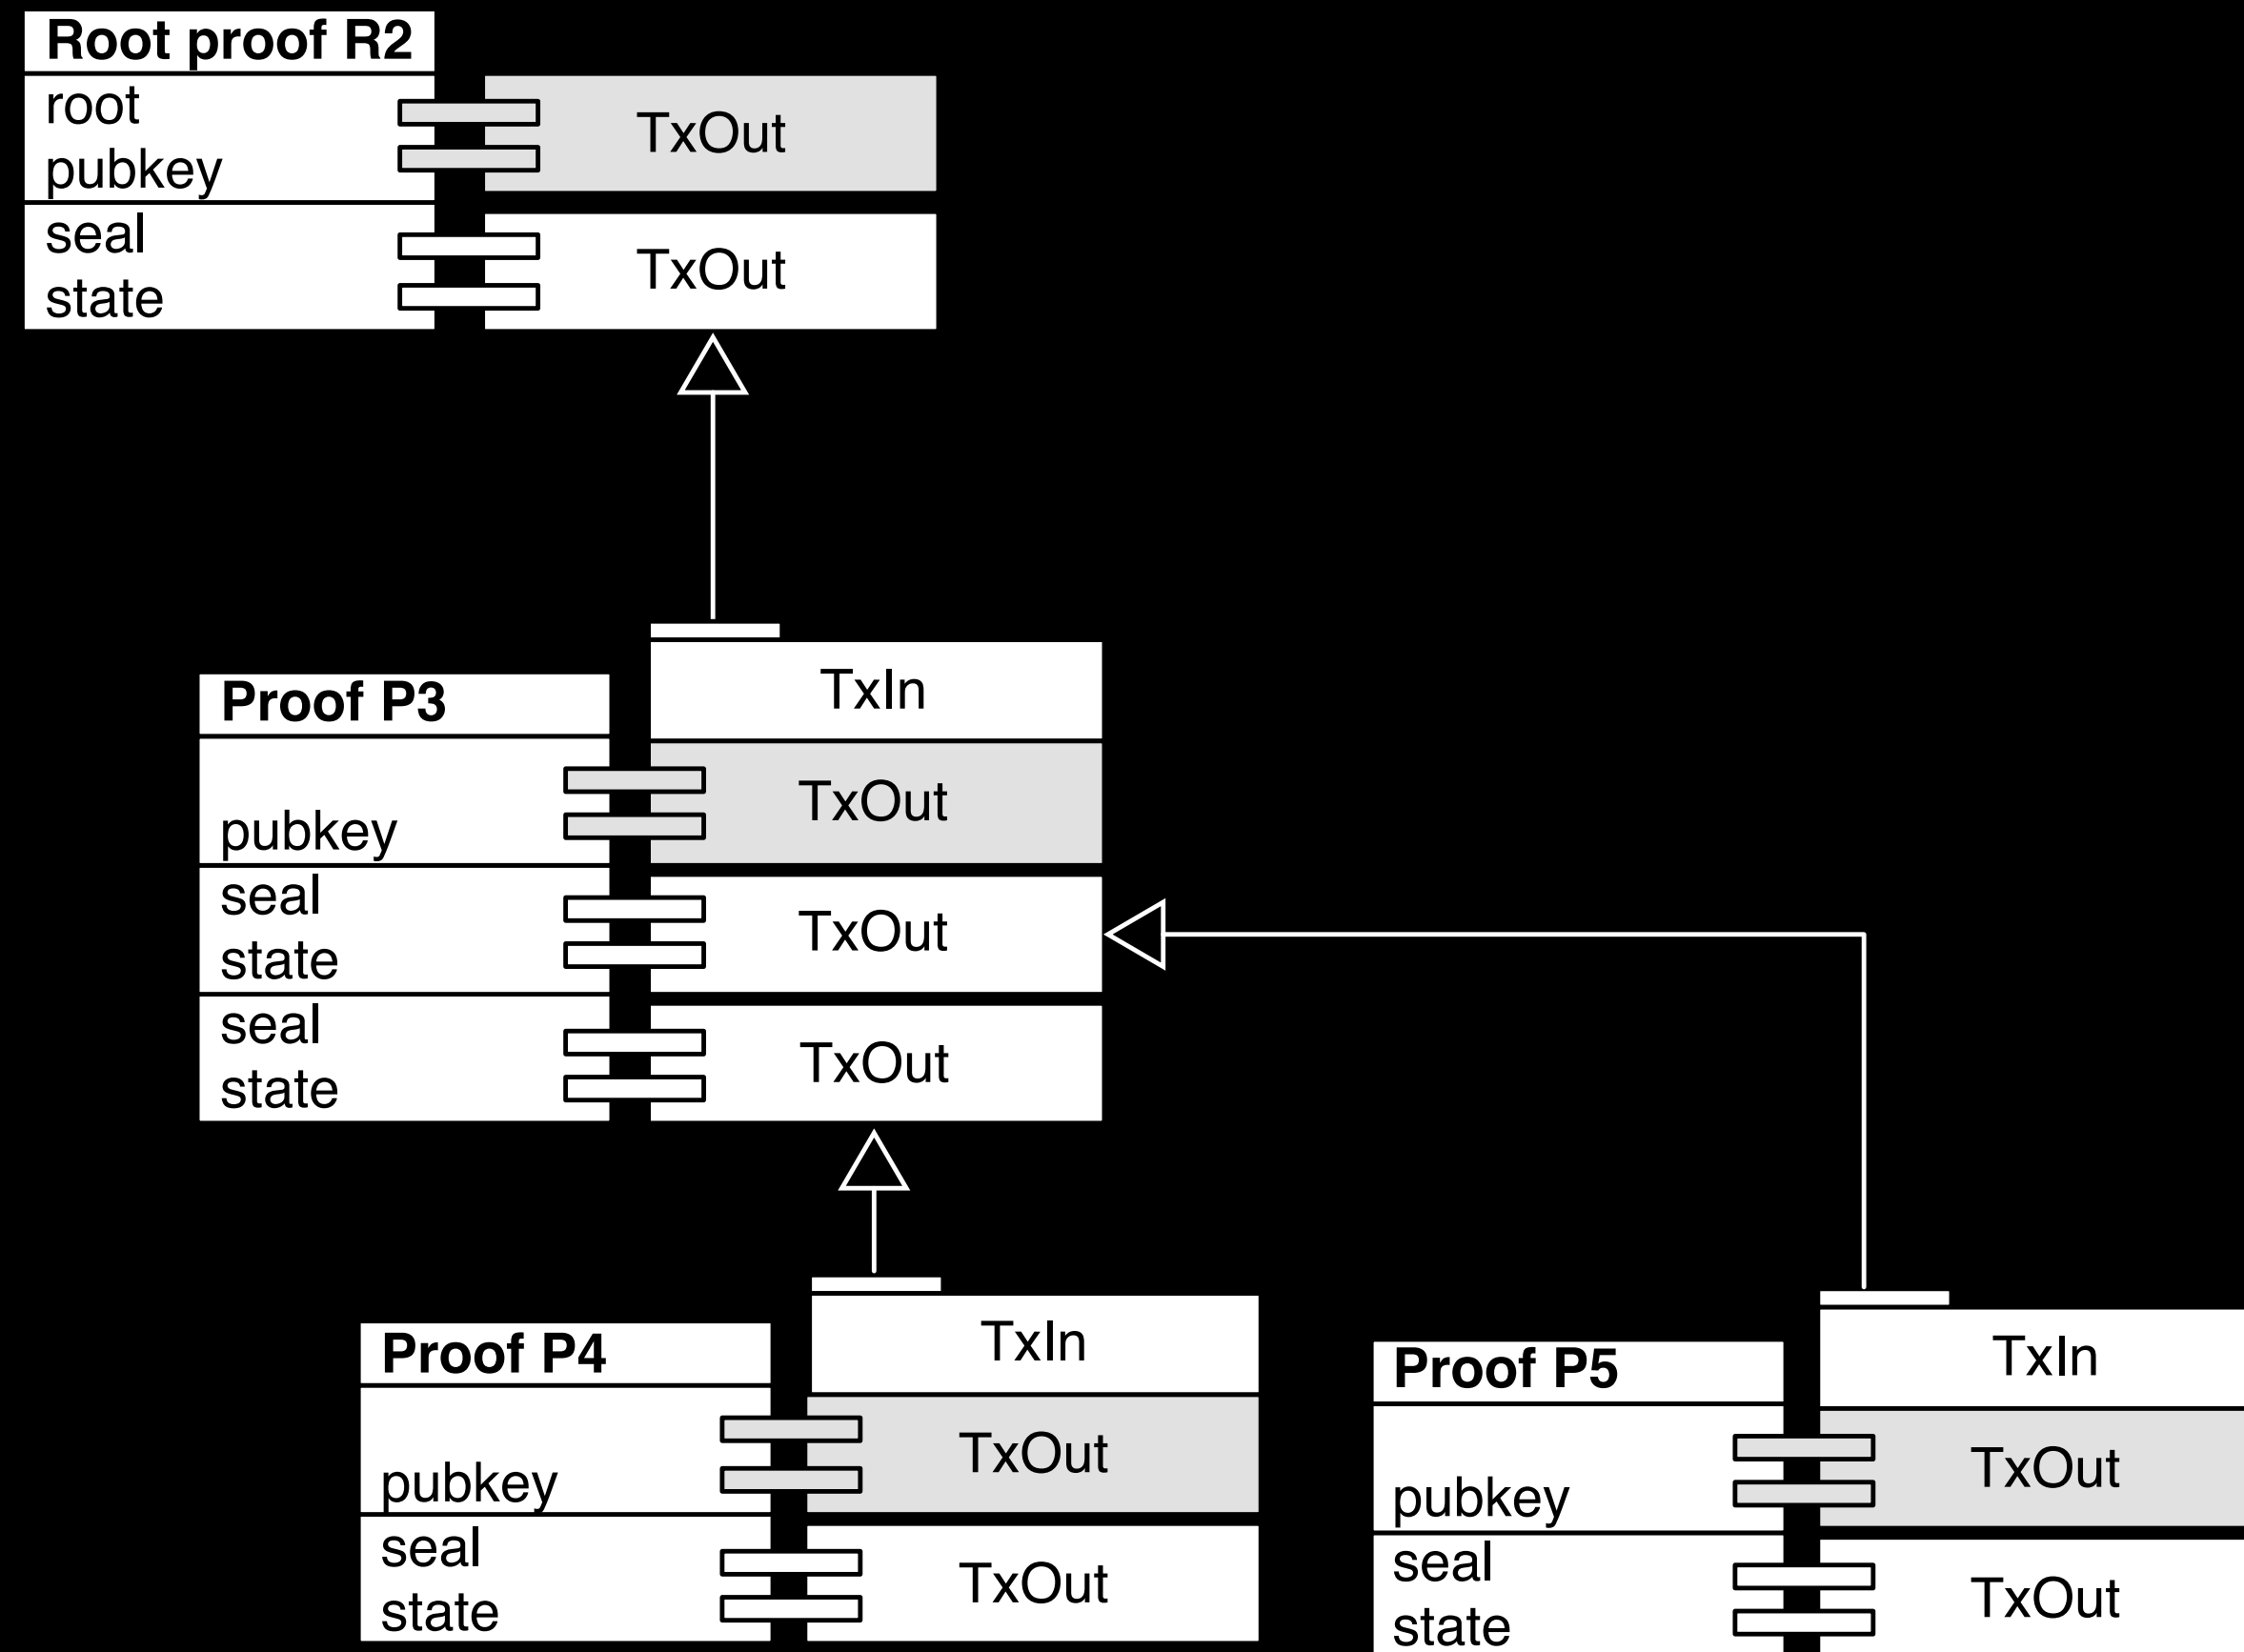 Root proof R2
root
pubkey
TxOut
seal
state
TxOut
TxIn
Proof P3
pubkey
TxOut
seal
state
TxOut
seal
state
TxOut
TxIn
Proof P4
pubkey
TxOut
seal
state
TxOut
TxIn
Proof P5
pubkey
TxOut
seal
state
TxOut